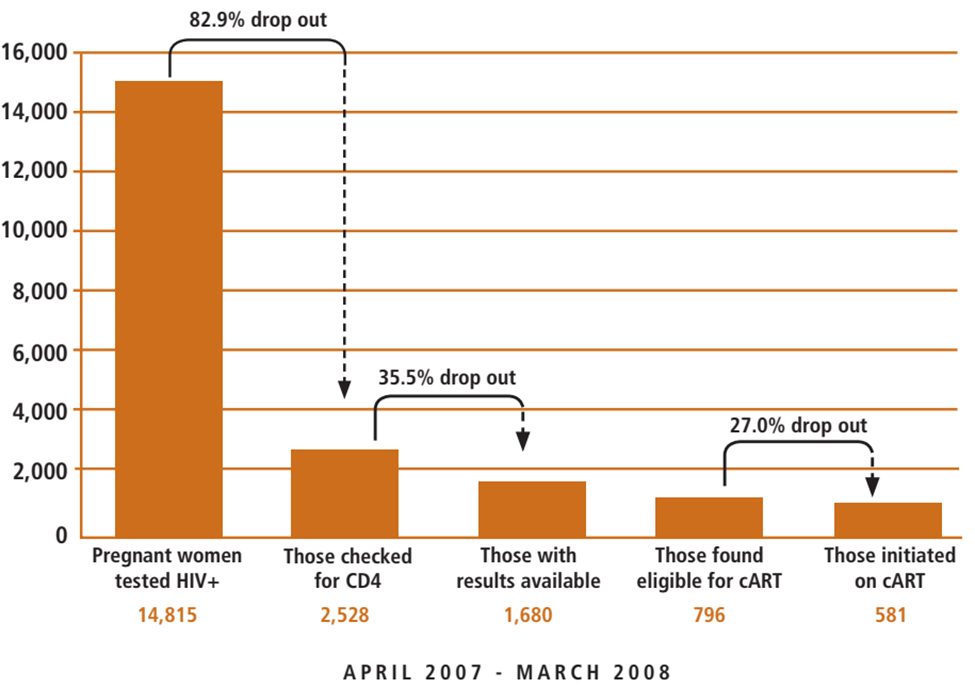 82.9% drop out
16,000
14,000
12,000
10,000
8,000
6,000
35.5% drop out
4,000
27.0% drop out
2,000
0
Pregnant women
tested HIV+
14,815
Those checked
for CD4
2,528
Those with
results available
1,680
Those found
eligible for cART
796
Those initiated
on cART
581
APRIL 2007 - MARCH 2008